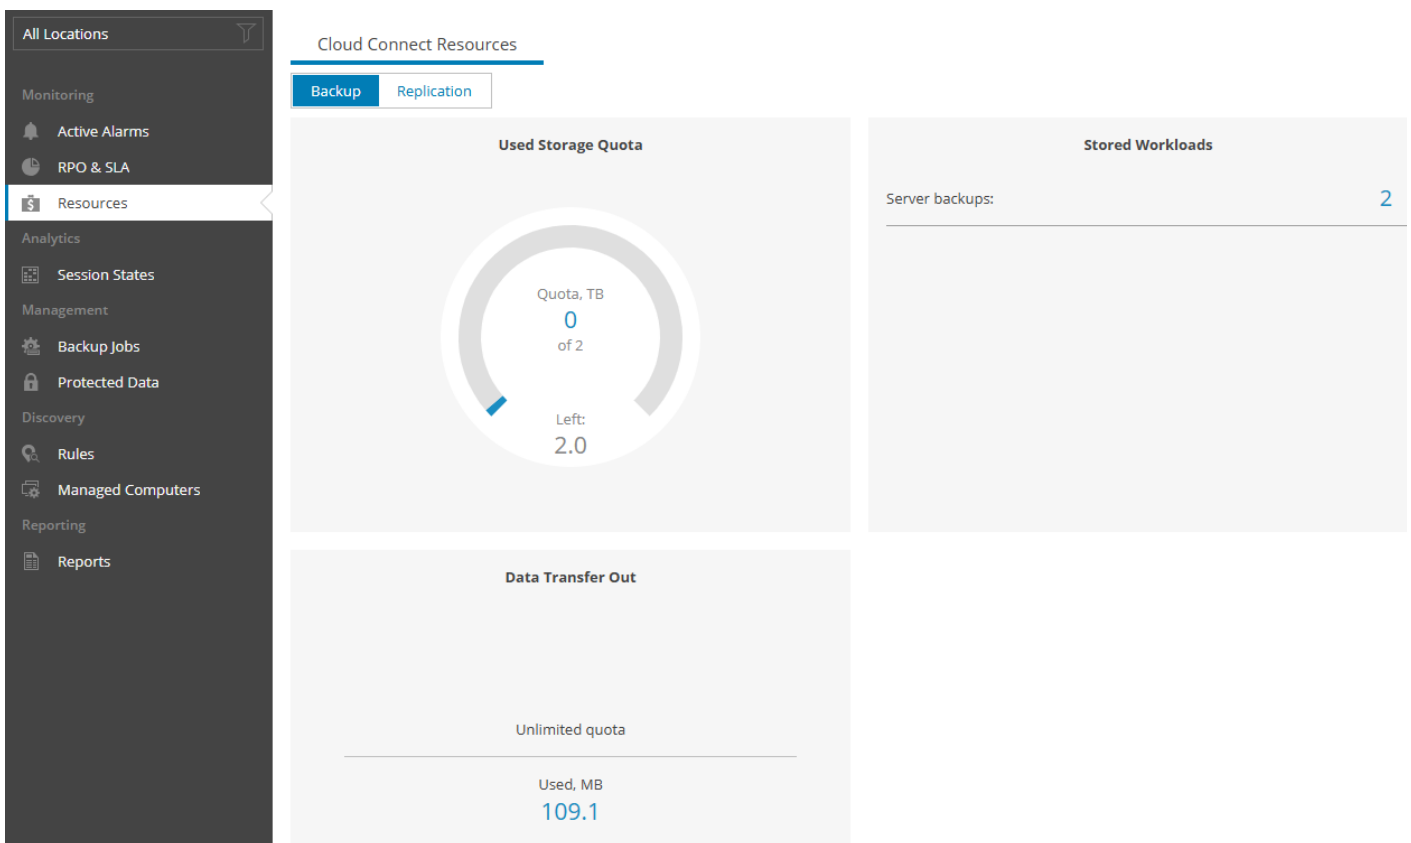 All Locations
Monitoring
Active Alarms
RPO & SLA
Resources
Analytics
Session States
Management
Backup Jobs
Protected Data
Discovery
Rules
Managed Computers
Reporting
Reports
Cloud Connect Resources
Backup Replication
Used Storage Quota
Quota, TB
0
of 2
Left:
2.0
Stored Workloads
Server backups: 2
Data Transfer Out
Unlimited quota
Used, MB
109.1